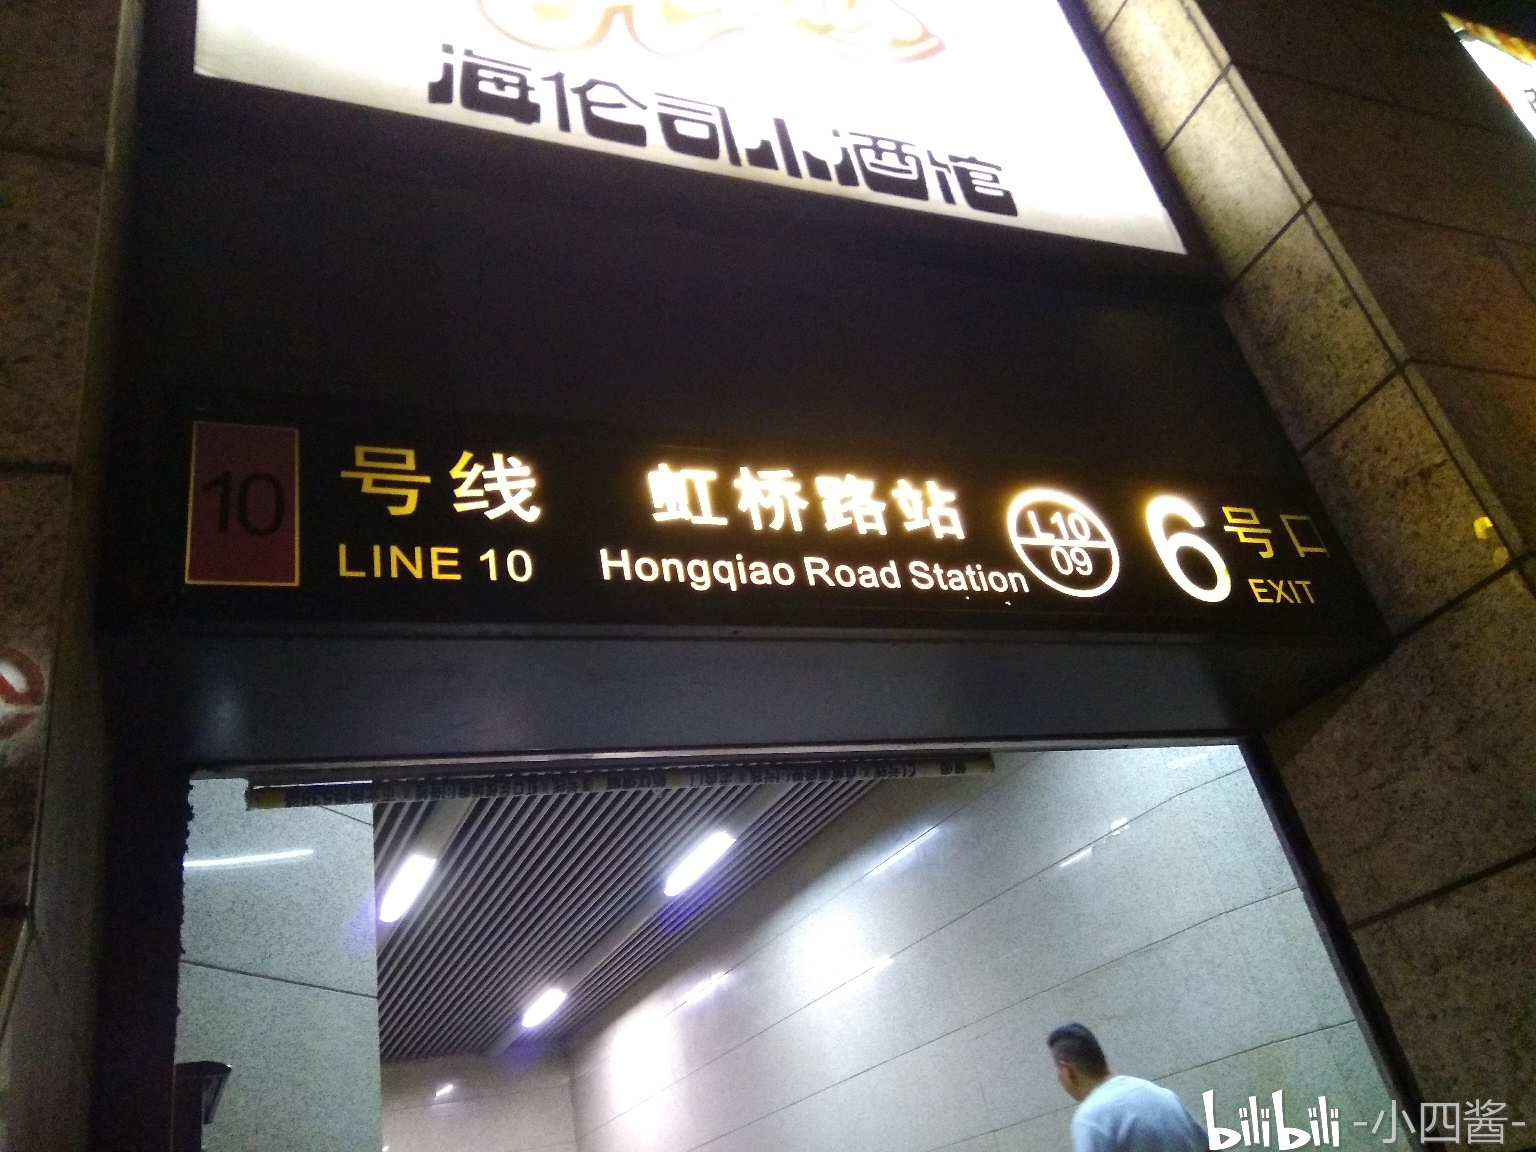 海伦司小酒馆
10 号线 虹桥路站 L10 09 6 号口
LINE 10 Hongqiao Road Station EXIT
bilibili -小四酱-